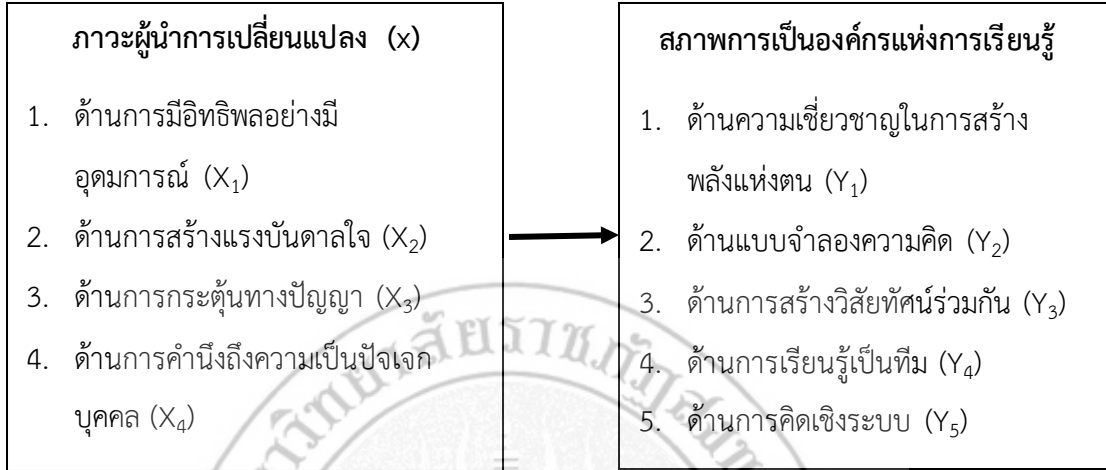 ภาวะผู้นำการเปลี่ยนแปลง (x)
1. ด้านการมีอิทธิพลอย่างมี
อุดมการณ์ (X₁)
2. ด้านการสร้างแรงบันดาลใจ (X₂)
3. ด้านการกระตุ้นทางปัญญา (X₃)
4. ด้านการคำนึงถึงความเป็นปัจเจก
บุคคล (X₄)
สภาพการเป็นองค์กรแห่งการเรียนรู้
1. ด้านความเชี่ยวชาญในการสร้าง
พลังแห่งตน (Y₁)
2. ด้านแบบจำลองความคิด (Y₂)
3. ด้านการสร้างวิสัยทัศน์ร่วมกัน (Y₃)
4. ด้านการเรียนรู้เป็นทีม (Y₄)
5. ด้านการคิดเชิงระบบ (Y₅)